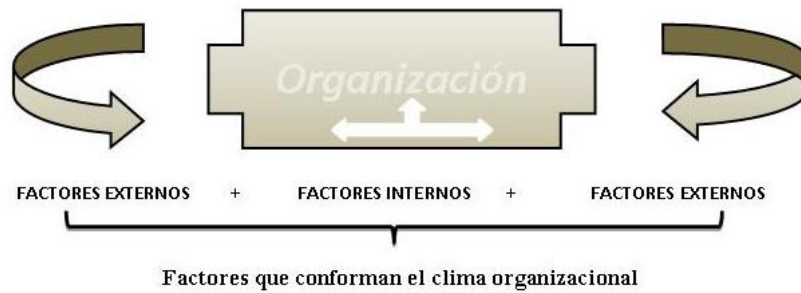 Organización
FACTORES EXTERNOS + FACTORES INTERNOS + FACTORES EXTERNOS
Factores que conforman el clima organizacional